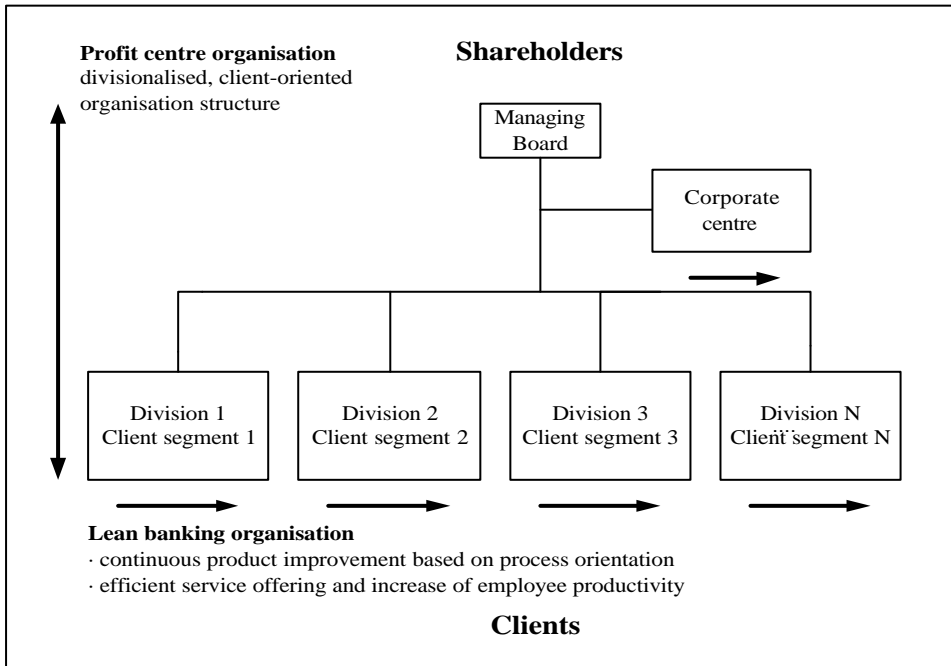 Profit centre organisation
divisionalised, client-oriented
organisation structure
Shareholders
Managing
Board
Corporate
centre
Division 1
Client segment 1
Division 2
Client segment 2
Division 3
Client segment 3
Division N
Client segment N
...
Lean banking organisation
· continuous product improvement based on process orientation
· efficient service offering and increase of employee productivity
Clients